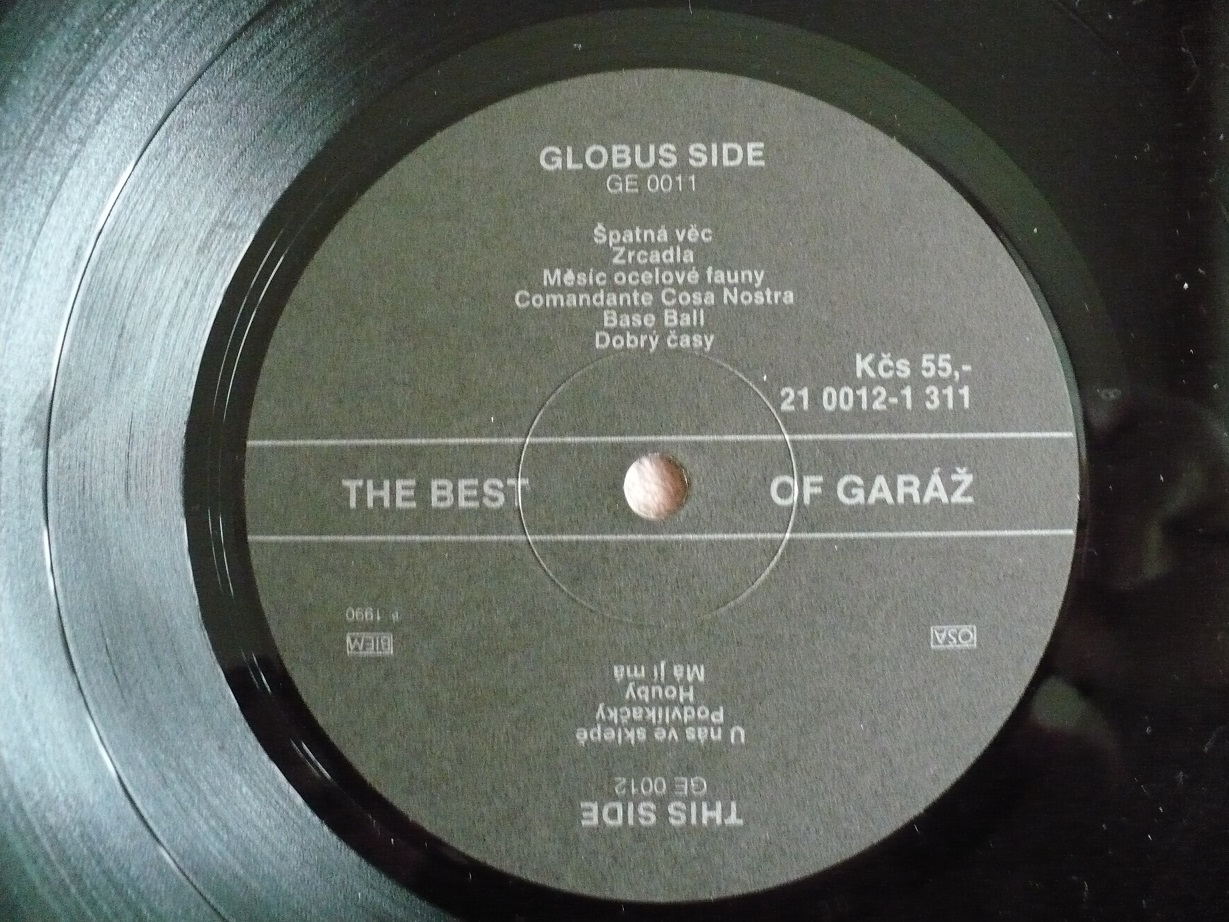 GLOBUS SIDE
GE 0011
Špatná věc
Zrcadla
Měsíc ocelové fauny
Comandante Cosa Nostra
Base Ball
Dobrý časy
Kčs 55,-
21 0012-1 311
THE BEST OF GARÁŽ
THIS SIDE
GE 0012
U nás ve sklepě
Podvlíkačky
Houby
Má jí má
OSA
BIEM
℗ 1990